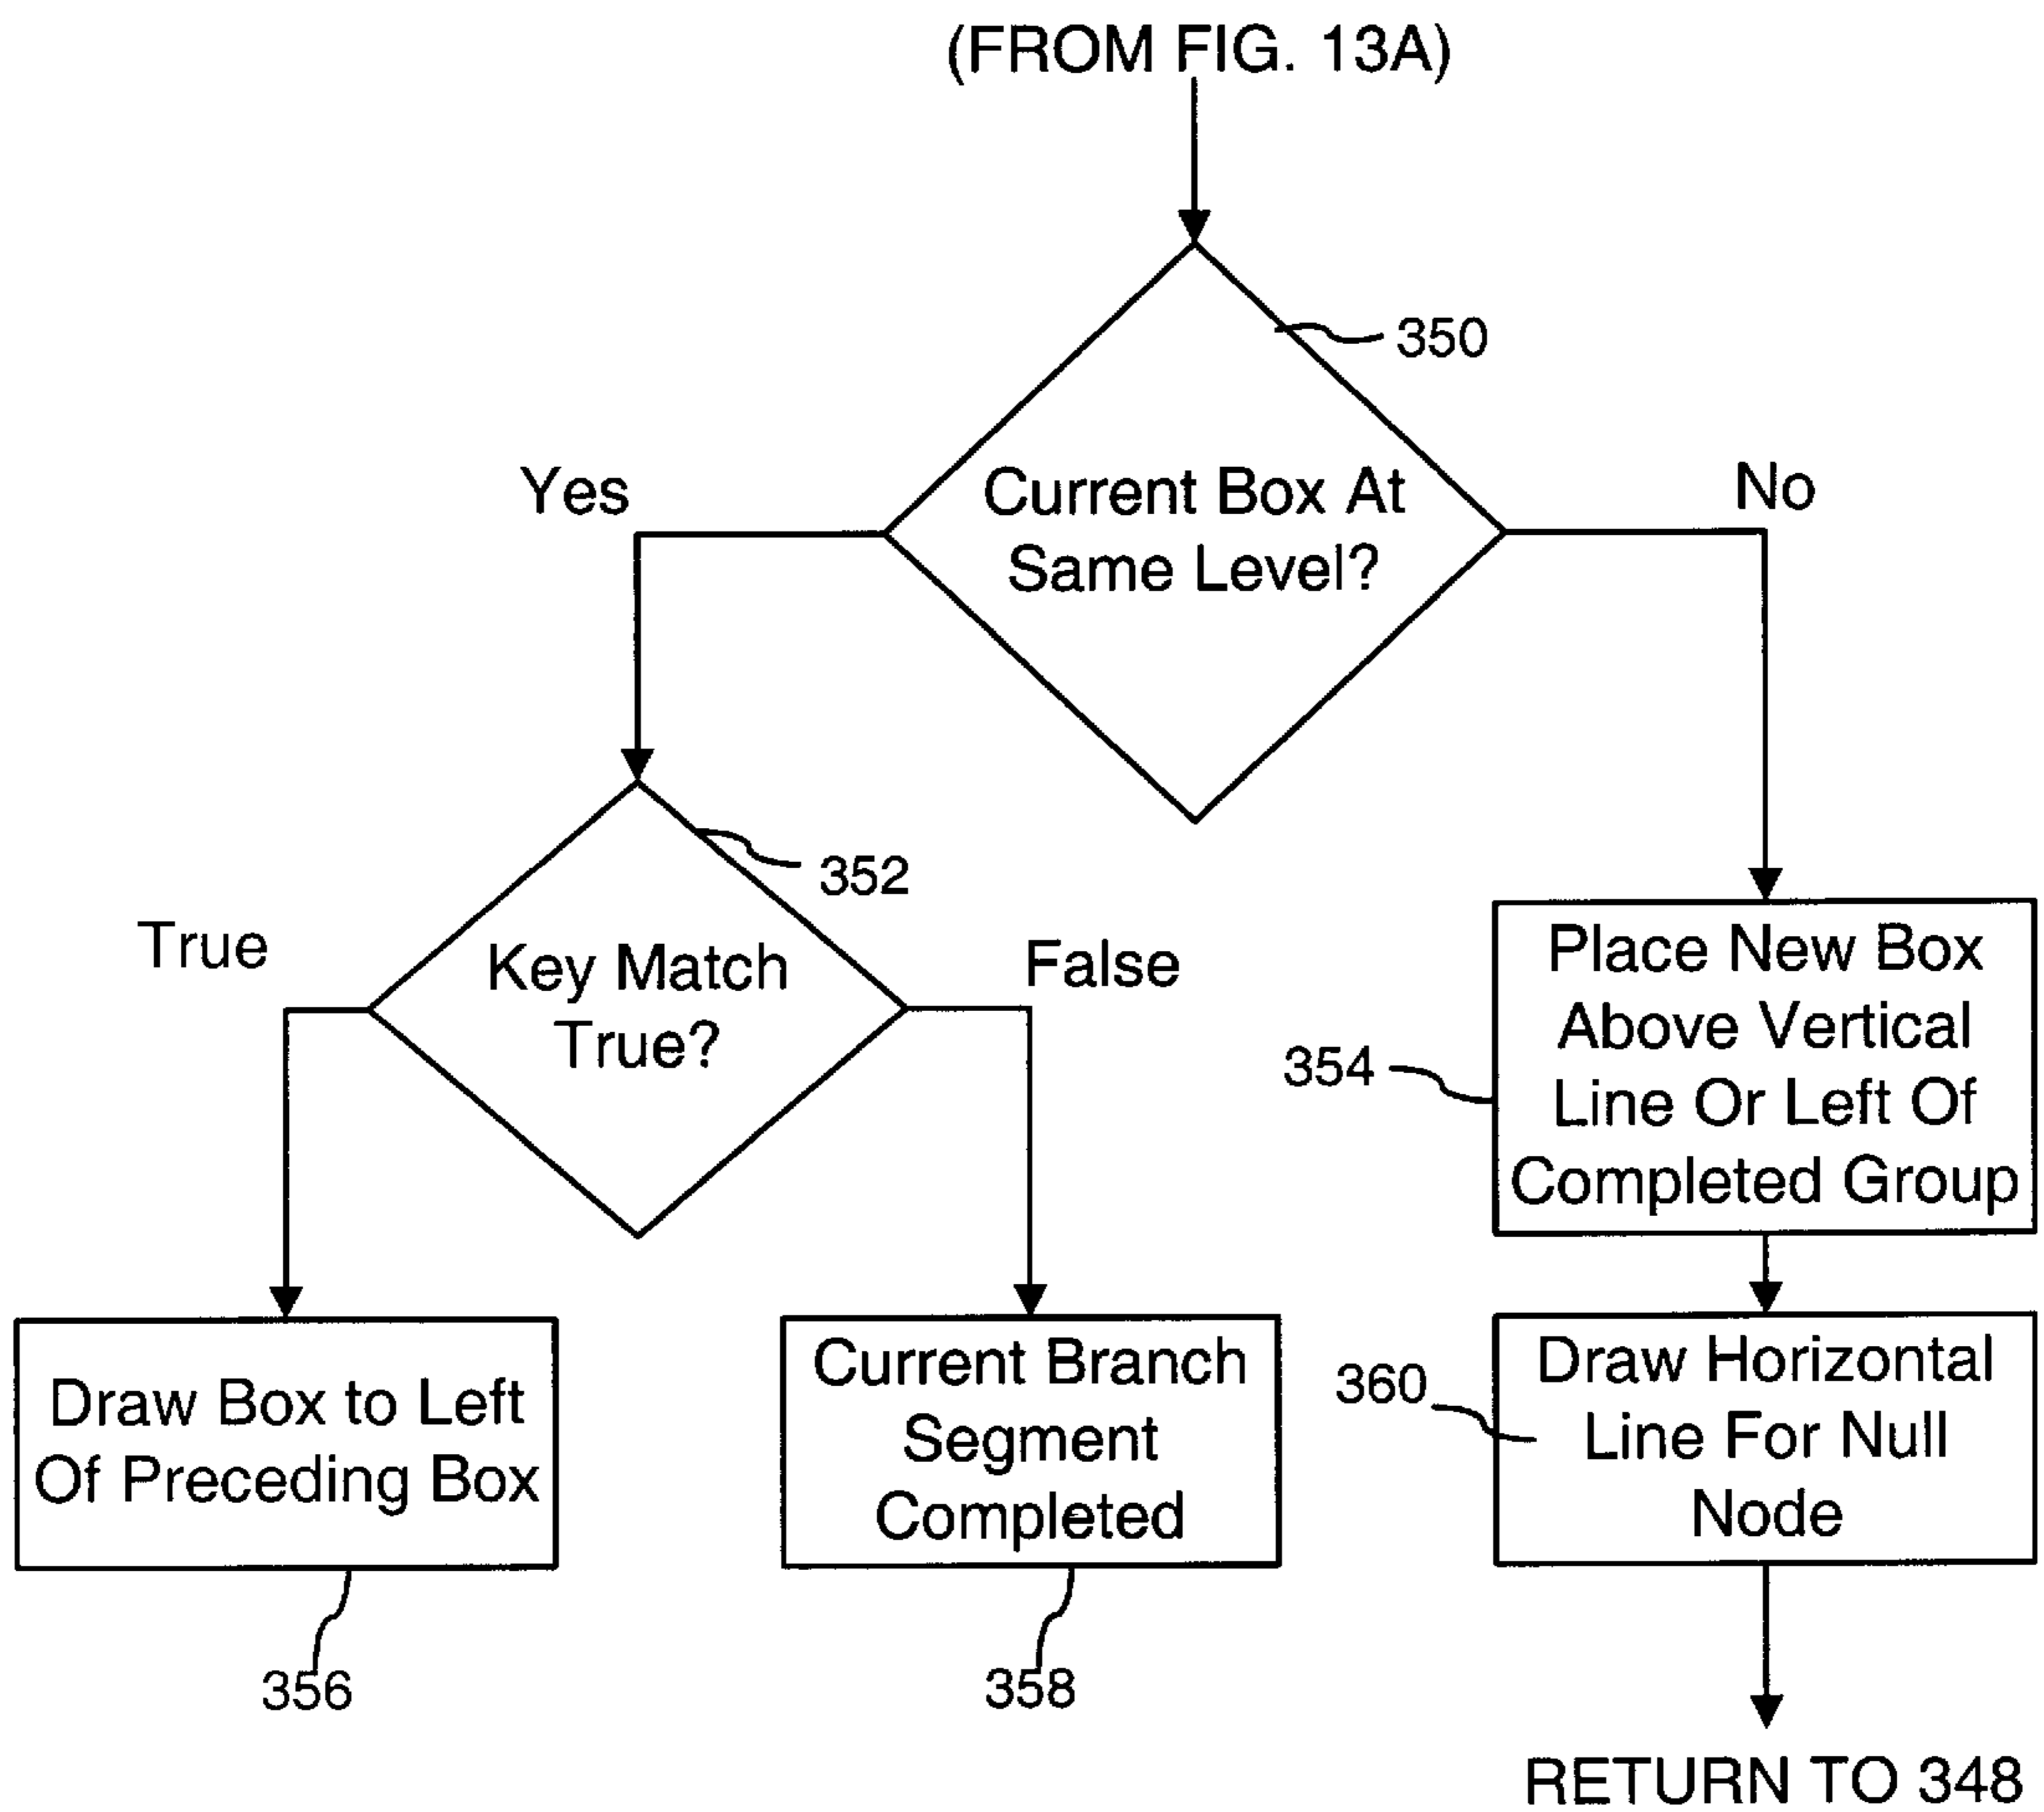 (FROM FIG. 13A)
350
Current Box At
Same Level?
Yes
No
352
Key Match
True?
True
False
354
Place New Box
Above Vertical
Line Or Left Of
Completed Group
Draw Box to Left
Of Preceding Box
Current Branch
Segment
Completed
360
Draw Horizontal
Line For Null
Node
356
358
RETURN TO 348